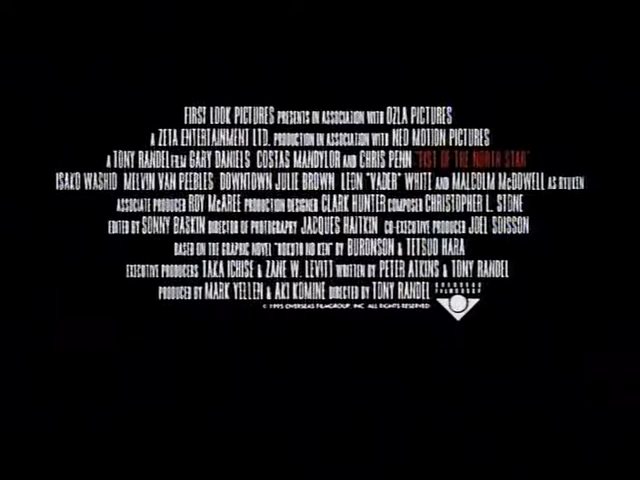 FIRST LOOK PICTURES PRESENTS IN ASSOCIATION WITH OZLA PICTURES
A ZETA ENTERTAINMENT LTD. PRODUCTION IN ASSOCIATION WITH NEO MOTION PICTURES
A TONY RANDEL FILM GARY DANIELS COSTAS MANDYLOR AND CHRIS PENN "FIST OF THE NORTH STAR"
ISAKO WASHIO MELVIN VAN PEEBLES DOWNTOWN JULIE BROWN LEON "VADER" WHITE AND MALCOLM McDOWELL AS RYUKEN
ASSOCIATE PRODUCER ROY McAREE PRODUCTION DESIGNER CLARK HUNTER COMPOSER CHRISTOPHER L. STONE
EDITED BY SONNY BASKIN DIRECTOR OF PHOTOGRAPHY JACQUES HAITKIN CO-EXECUTIVE PRODUCER JOEL SOISSON
BASED ON THE GRAPHIC NOVEL "HOKUTO NO KEN" BY BURONSON & TETSUO HARA
EXECUTIVE PRODUCERS TAKA ICHISE & ZANE W. LEVITT WRITTEN BY PETER ATKINS & TONY RANDEL
PRODUCED BY MARK YELLEN & AKI KOMINE DIRECTED BY TONY RANDEL OVERSEAS FILMGROUP
© 1995 OVERSEAS FILMGROUP, INC. ALL RIGHTS RESERVED